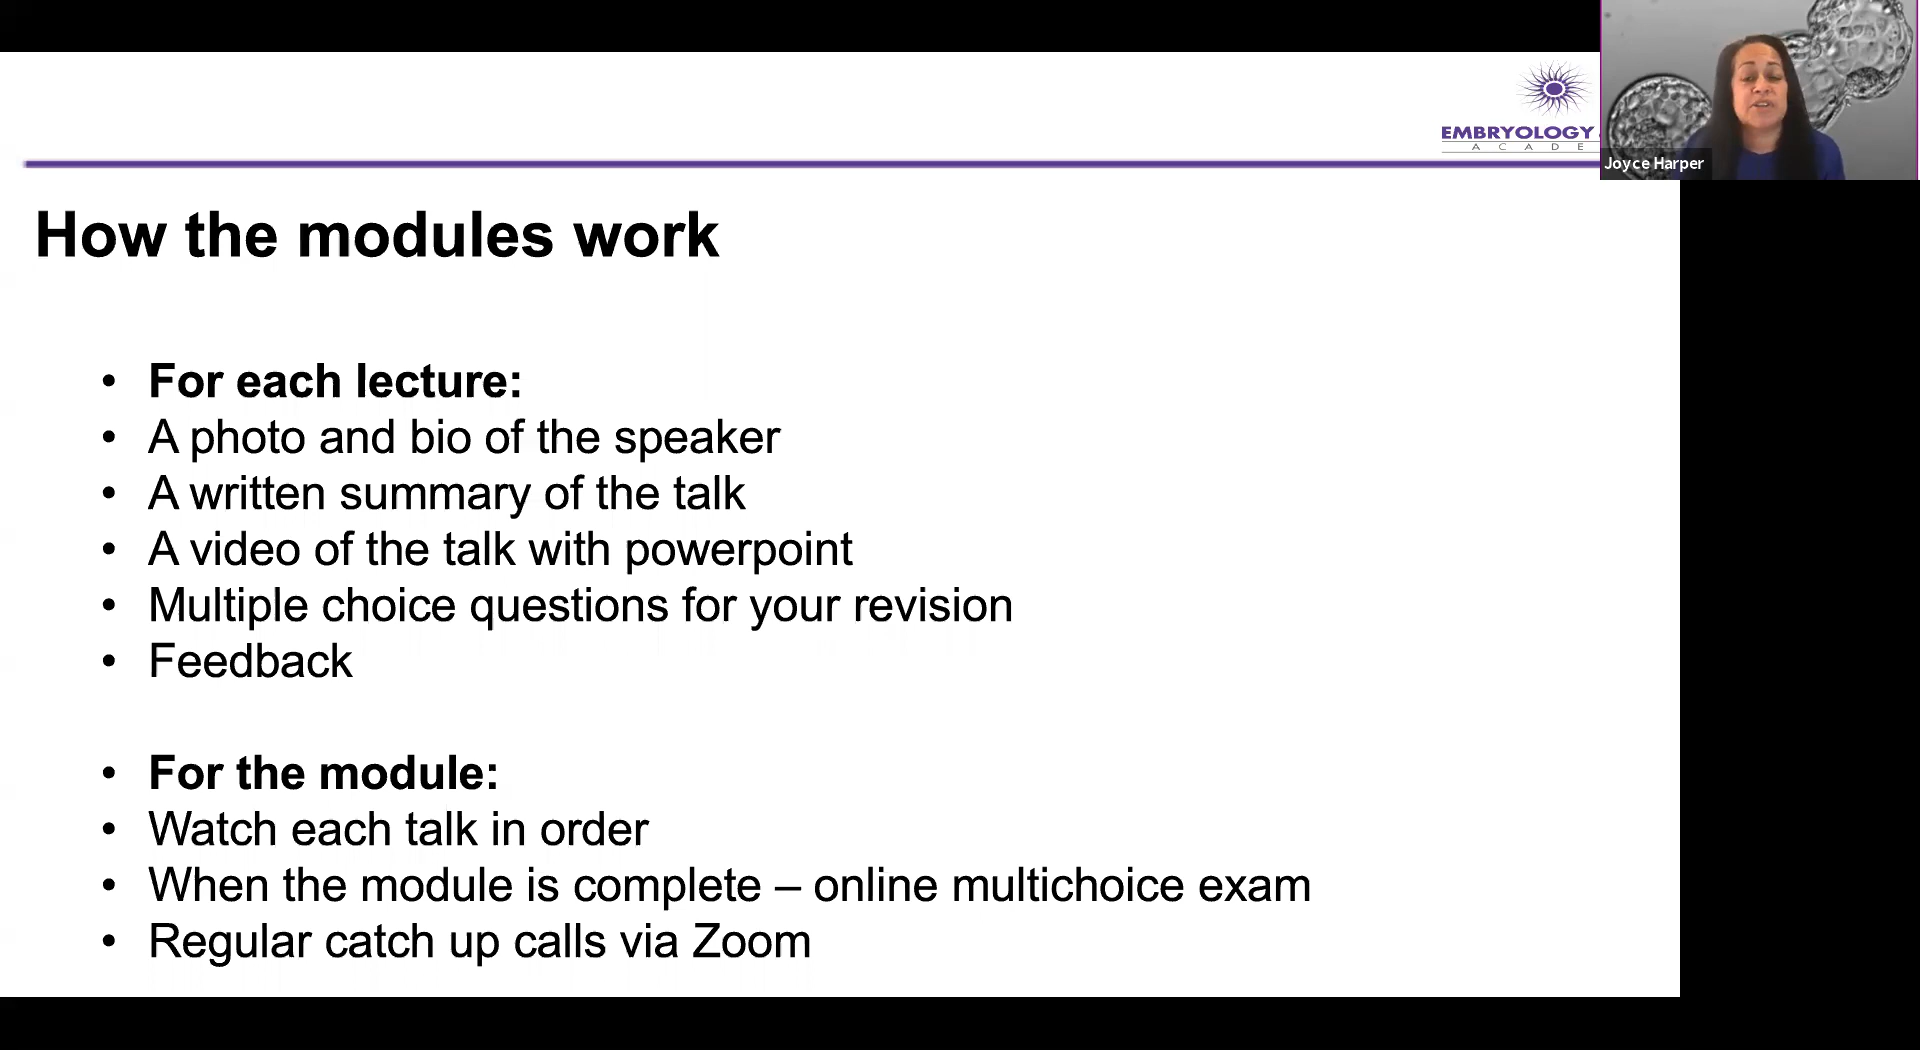 EMBRYOLOGY
ACADE
Joyce Harper
How the modules work
• For each lecture:
• A photo and bio of the speaker
• A written summary of the talk
• A video of the talk with powerpoint
• Multiple choice questions for your revision
• Feedback
• For the module:
• Watch each talk in order
• When the module is complete – online multichoice exam
• Regular catch up calls via Zoom